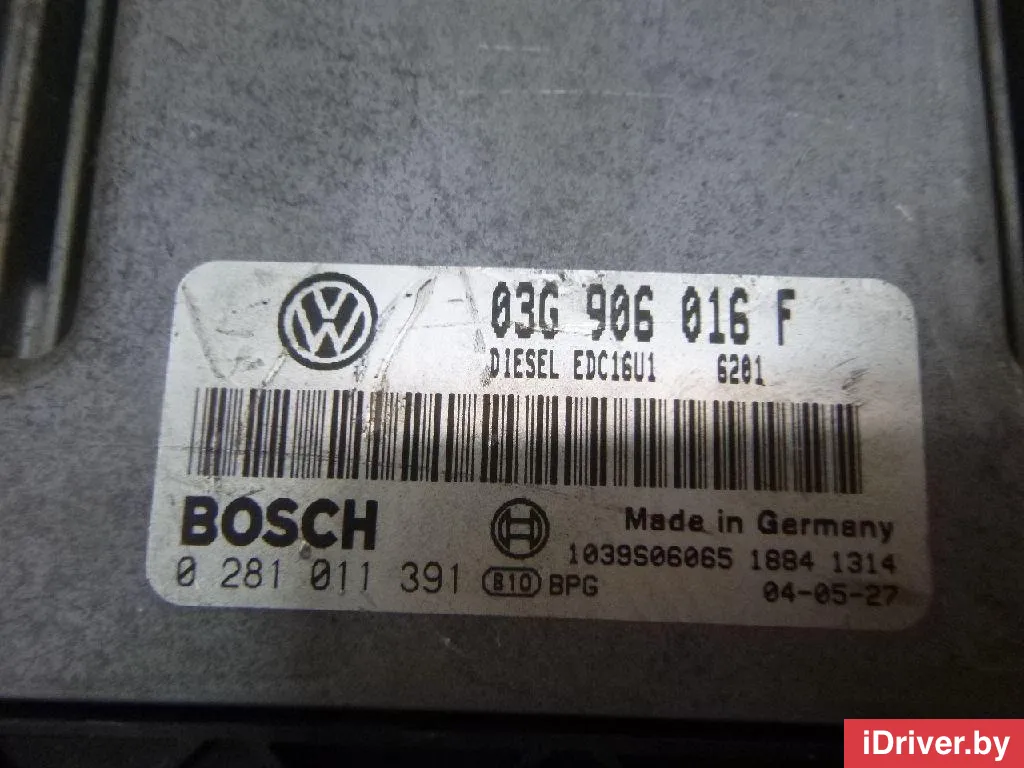 03G 906 016 F
DIESEL EDC16U1 6201
BOSCH
Made in Germany
1039S06065 1884 1314
0 281 011 391 B10 BPG
04-05-27
iDriver.by